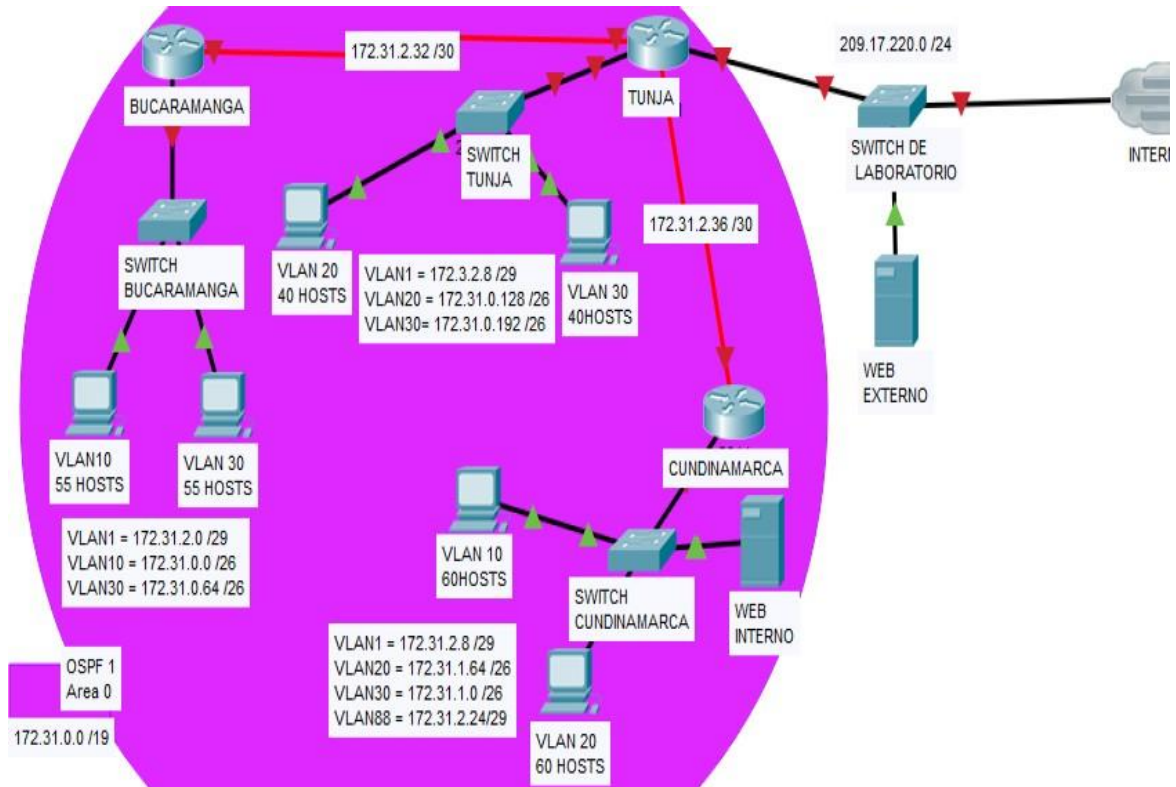 172.31.2.32 /30
209.17.220.0 /24
BUCARAMANGA
TUNJA
SWITCH
TUNJA
SWITCH DE
LABORATORIO
INTERN
172.31.2.36 /30
SWITCH
BUCARAMANGA
VLAN 20
40 HOSTS
VLAN1 = 172.3.2.8 /29
VLAN20 = 172.31.0.128 /26
VLAN30= 172.31.0.192 /26
VLAN 30
40HOSTS
WEB
EXTERNO
VLAN10
55 HOSTS
VLAN 30
55 HOSTS
CUNDINAMARCA
VLAN1 = 172.31.2.0 /29
VLAN10 = 172.31.0.0 /26
VLAN30 = 172.31.0.64 /26
VLAN 10
60HOSTS
SWITCH
CUNDINAMARCA
WEB
INTERNO
VLAN1 = 172.31.2.8 /29
VLAN20 = 172.31.1.64 /26
VLAN30 = 172.31.1.0 /26
VLAN88 = 172.31.2.24/29
OSPF 1
Area 0
172.31.0.0 /19
VLAN 20
60 HOSTS